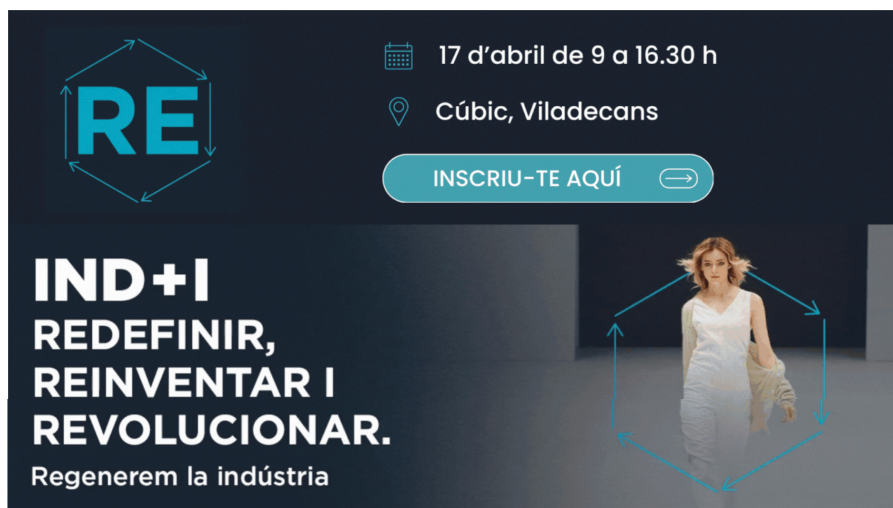 RE
17 d'abril de 9 a 16.30 h
Cúbic, Viladecans
INSCRIU-TE AQUÍ
IND+I
REDEFINIR,
REINVENTAR I
REVOLUCIONAR.
Regenerem la indústria